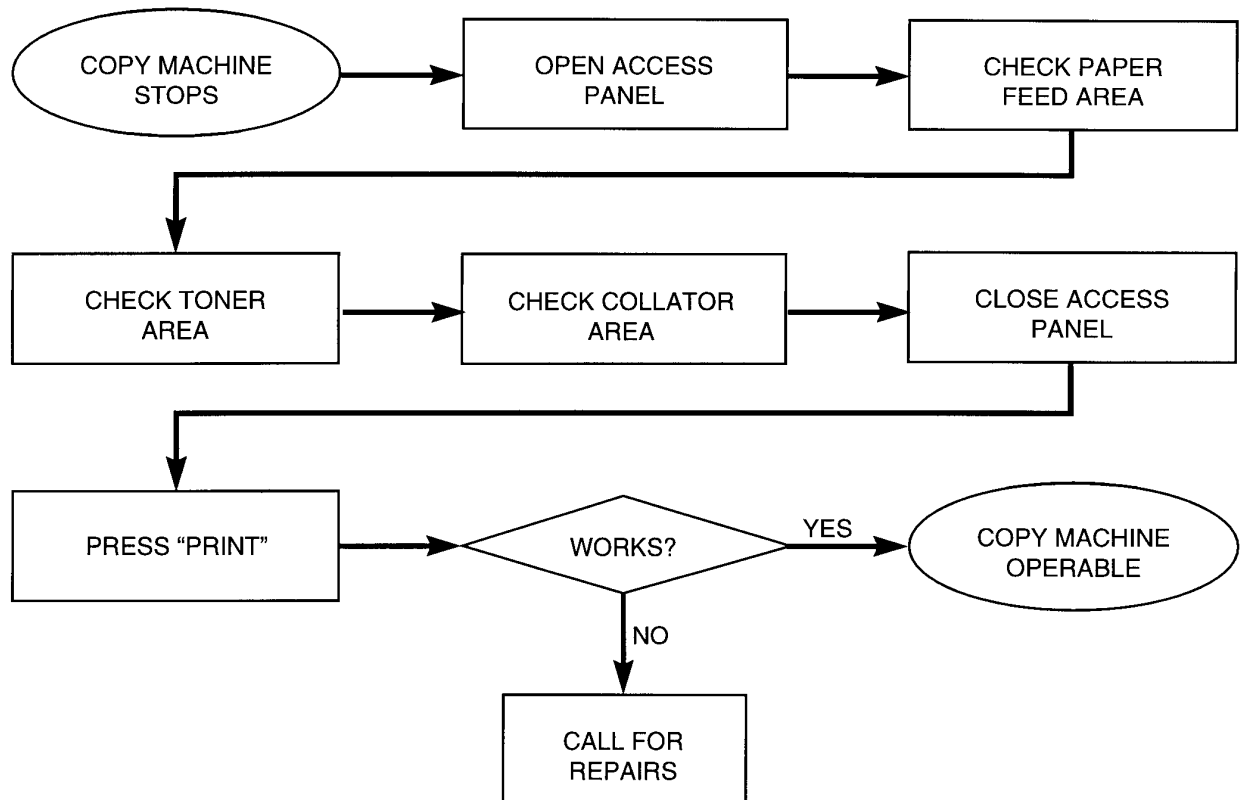 COPY MACHINE
STOPS
OPEN ACCESS
PANEL
CHECK PAPER
FEED AREA
CHECK TONER
AREA
CHECK COLLATOR
AREA
CLOSE ACCESS
PANEL
PRESS “PRINT”
WORKS?
YES
COPY MACHINE
OPERABLE
NO
CALL FOR
REPAIRS